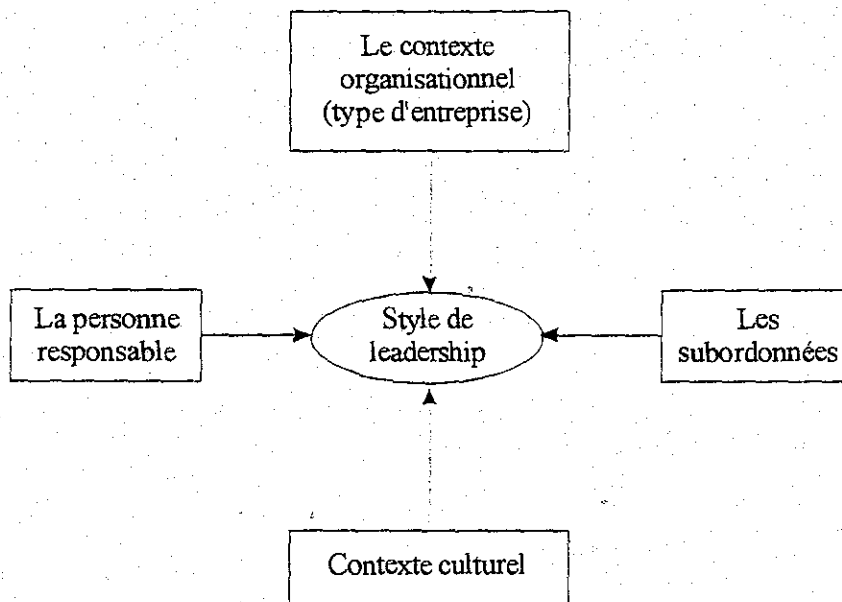 Le contexte
organisationnel
(type d'entreprise)
La personne
responsable
Style de
leadership
Les
subordonnées
Contexte culturel